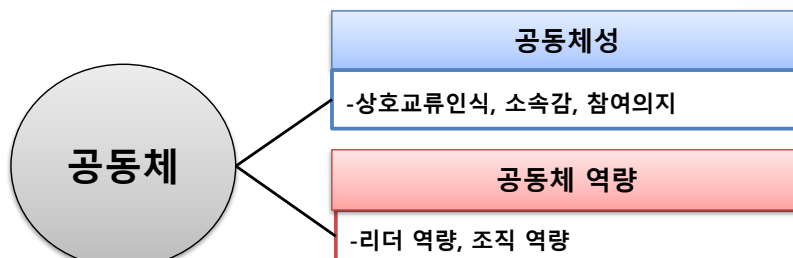 공동체성
-상호교류인식, 소속감, 참여의지
공동체
공동체 역량
-리더 역량, 조직 역량